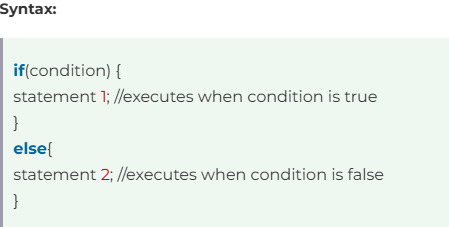 Syntax:
if(condition) {
statement 1; //executes when condition is true
}
else{
statement 2; //executes when condition is false
}